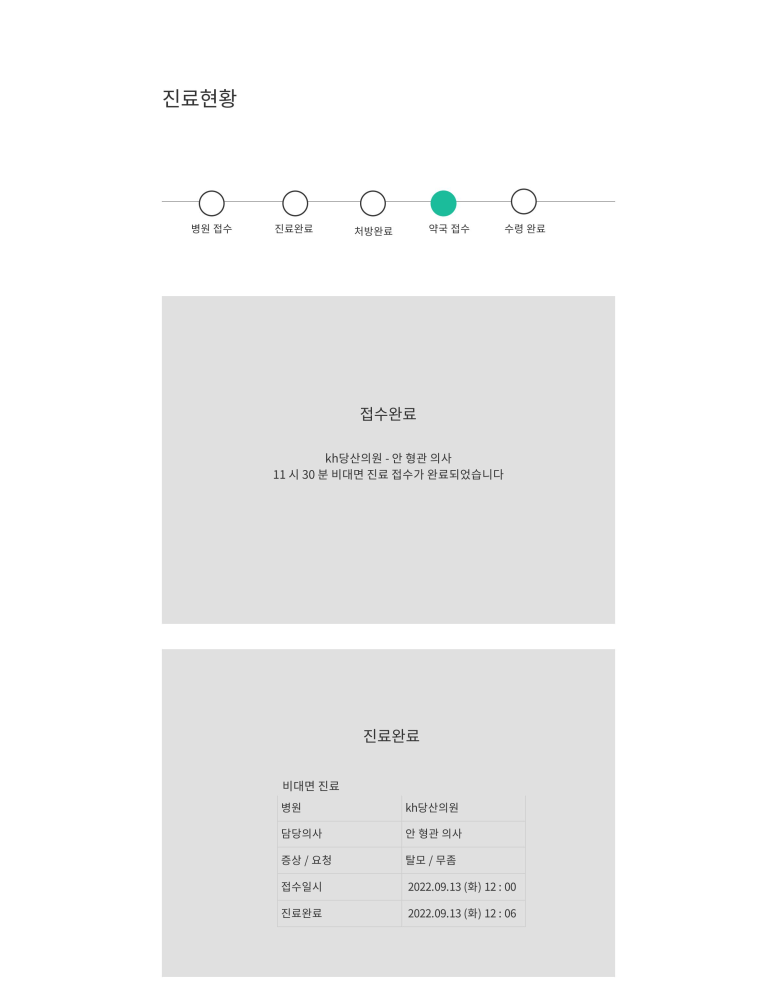 진료현황
병원 접수
진료완료
처방완료
약국 접수
수령 완료
접수완료
kh당산의원 - 안 형관 의사
11 시 30 분 비대면 진료 접수가 완료되었습니다
진료완료
비대면 진료
병원 kh당산의원
담당의사 안 형관 의사
증상 / 요청 탈모 / 무좀
접수일시 2022.09.13 (화) 12 : 00
진료완료 2022.09.13 (화) 12 : 06